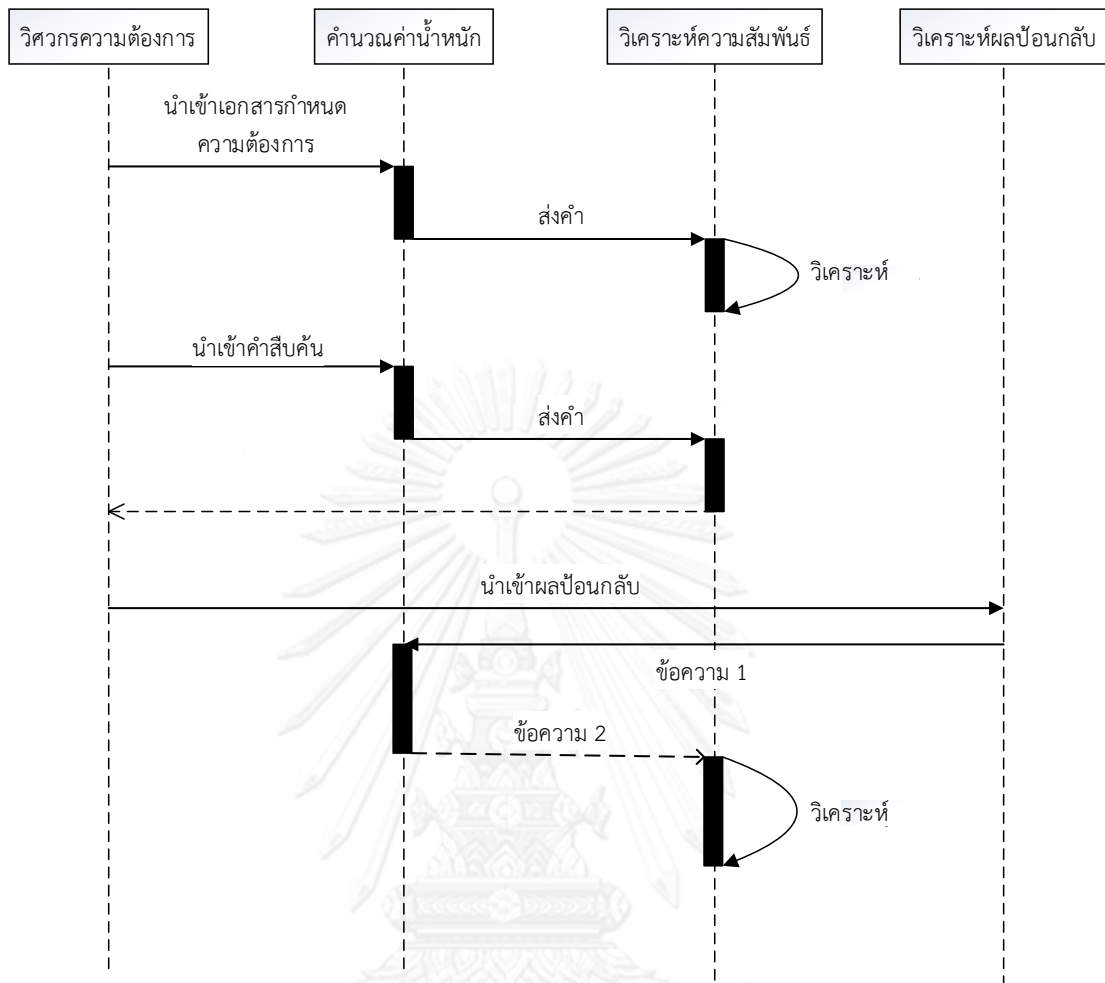 วิศวกรความต้องการ
คำนวณค่าน้ำหนัก
วิเคราะห์ความสัมพันธ์
วิเคราะห์ผลป้อนกลับ
นำเข้าเอกสารกำหนด
ความต้องการ
ส่งคำ
วิเคราะห์
นำเข้าคำสืบค้น
ส่งคำ
นำเข้าผลป้อนกลับ
ข้อความ 1
ข้อความ 2
วิเคราะห์